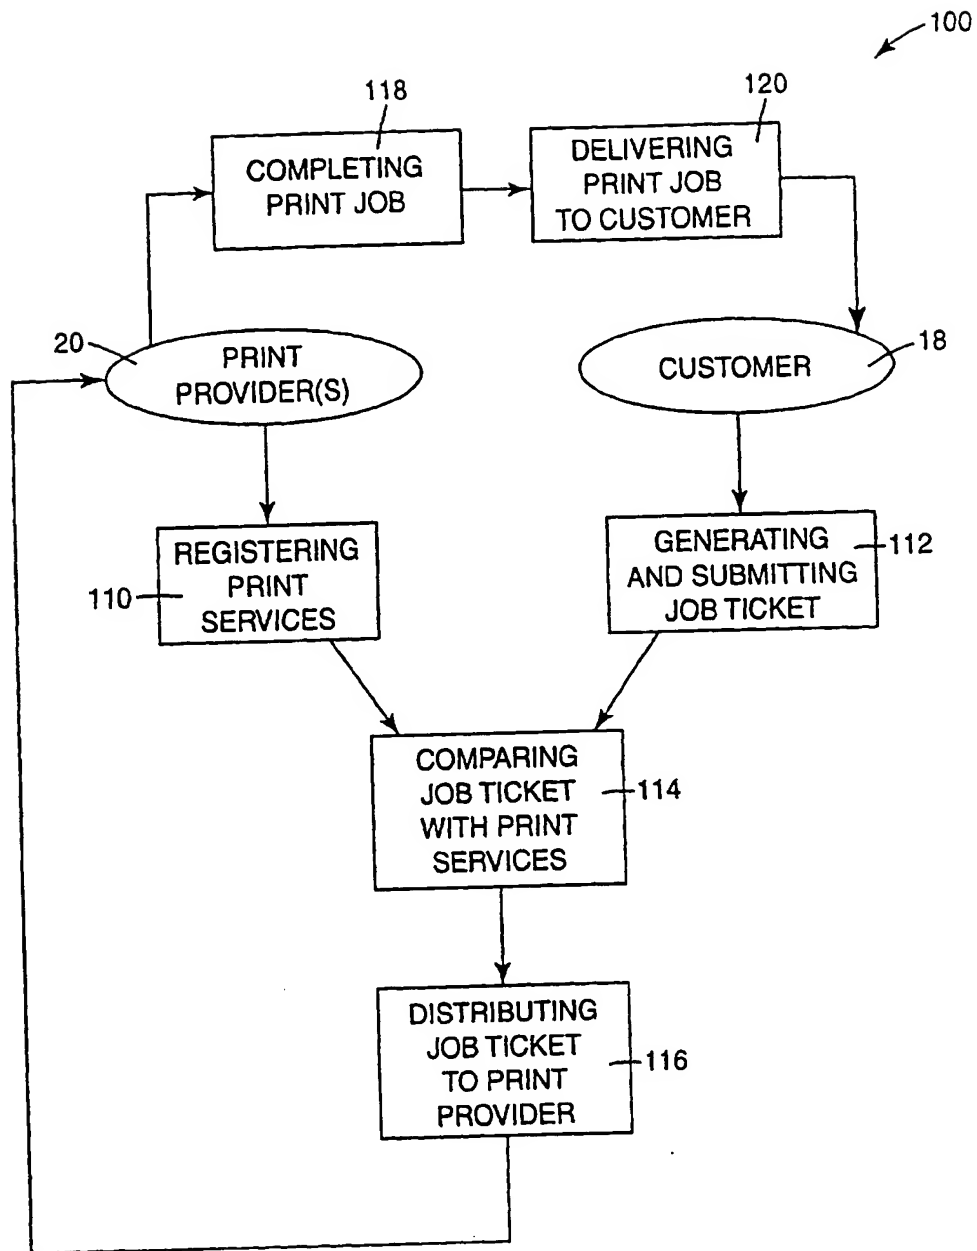 100
118
COMPLETING
PRINT JOB
120
DELIVERING
PRINT JOB
TO CUSTOMER
20
PRINT
PROVIDER(S)
CUSTOMER
18
110
REGISTERING
PRINT
SERVICES
GENERATING
AND SUBMITTING
JOB TICKET
112
COMPARING
JOB TICKET
WITH PRINT
SERVICES
114
DISTRIBUTING
JOB TICKET
TO PRINT
PROVIDER
116